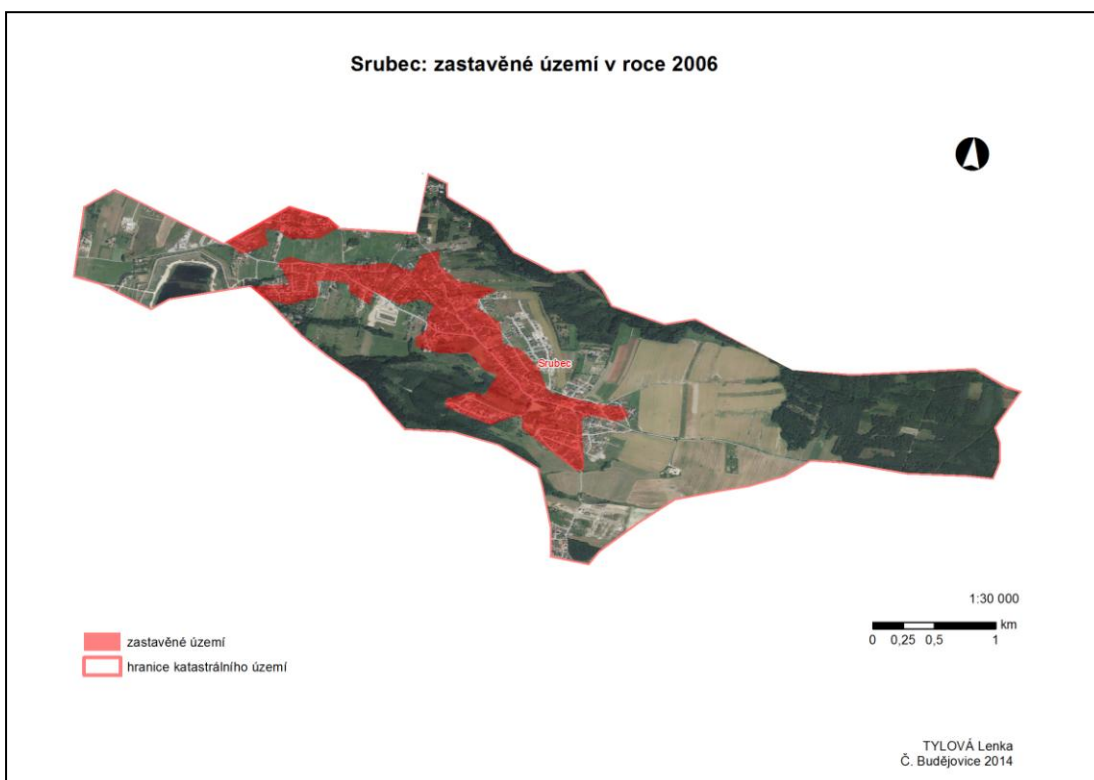 Srubec: zastavěné území v roce 2006
Srubec
1:30 000
km
0 0,25 0,5 1
zastavěné území
hranice katastrálního území
TYLOVÁ Lenka
Č. Budějovice 2014